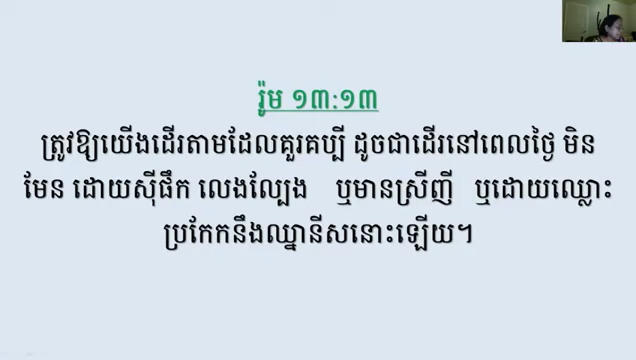 រ៉ូម ១៣:១៣
ត្រូវឱ្យយើងដើរតាមដែលគួរគប្បី ដូចជាដើរនៅពេលថ្ងៃ មិន
មែន ដោយស៊ីផឹក លេងល្បែង ឬមានស្រីញី ឬដោយឈ្លោះ
ប្រកែកនឹងឈ្នានីសនោះឡើយ។